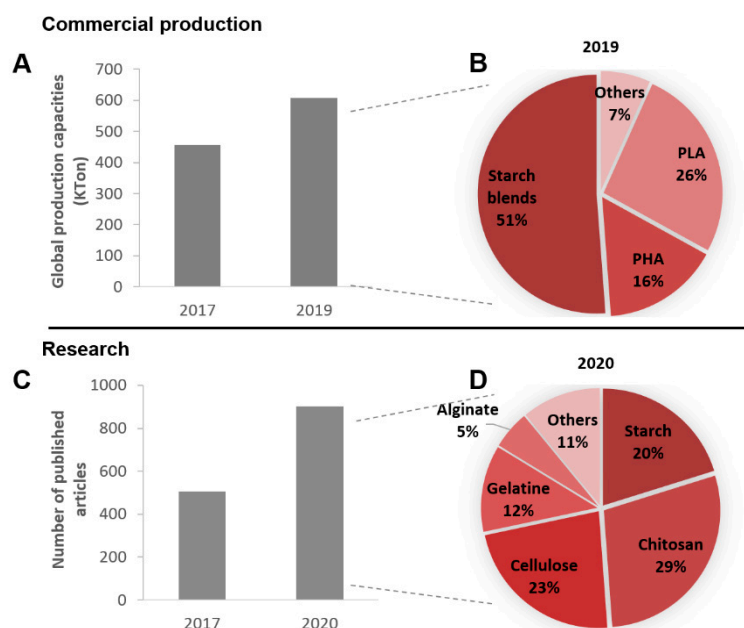 Commercial production
A
Global production capacities
(KTon)
700
600
500
400
300
200
100
0
2017
2019
B
2019
Others
7%
PLA
26%
PHA
16%
Starch
blends
51%
Research
C
Number of published
articles
1000
800
600
400
200
0
2017
2020
D
2020
Starch
20%
Chitosan
29%
Cellulose
23%
Gelatine
12%
Alginate
5%
Others
11%